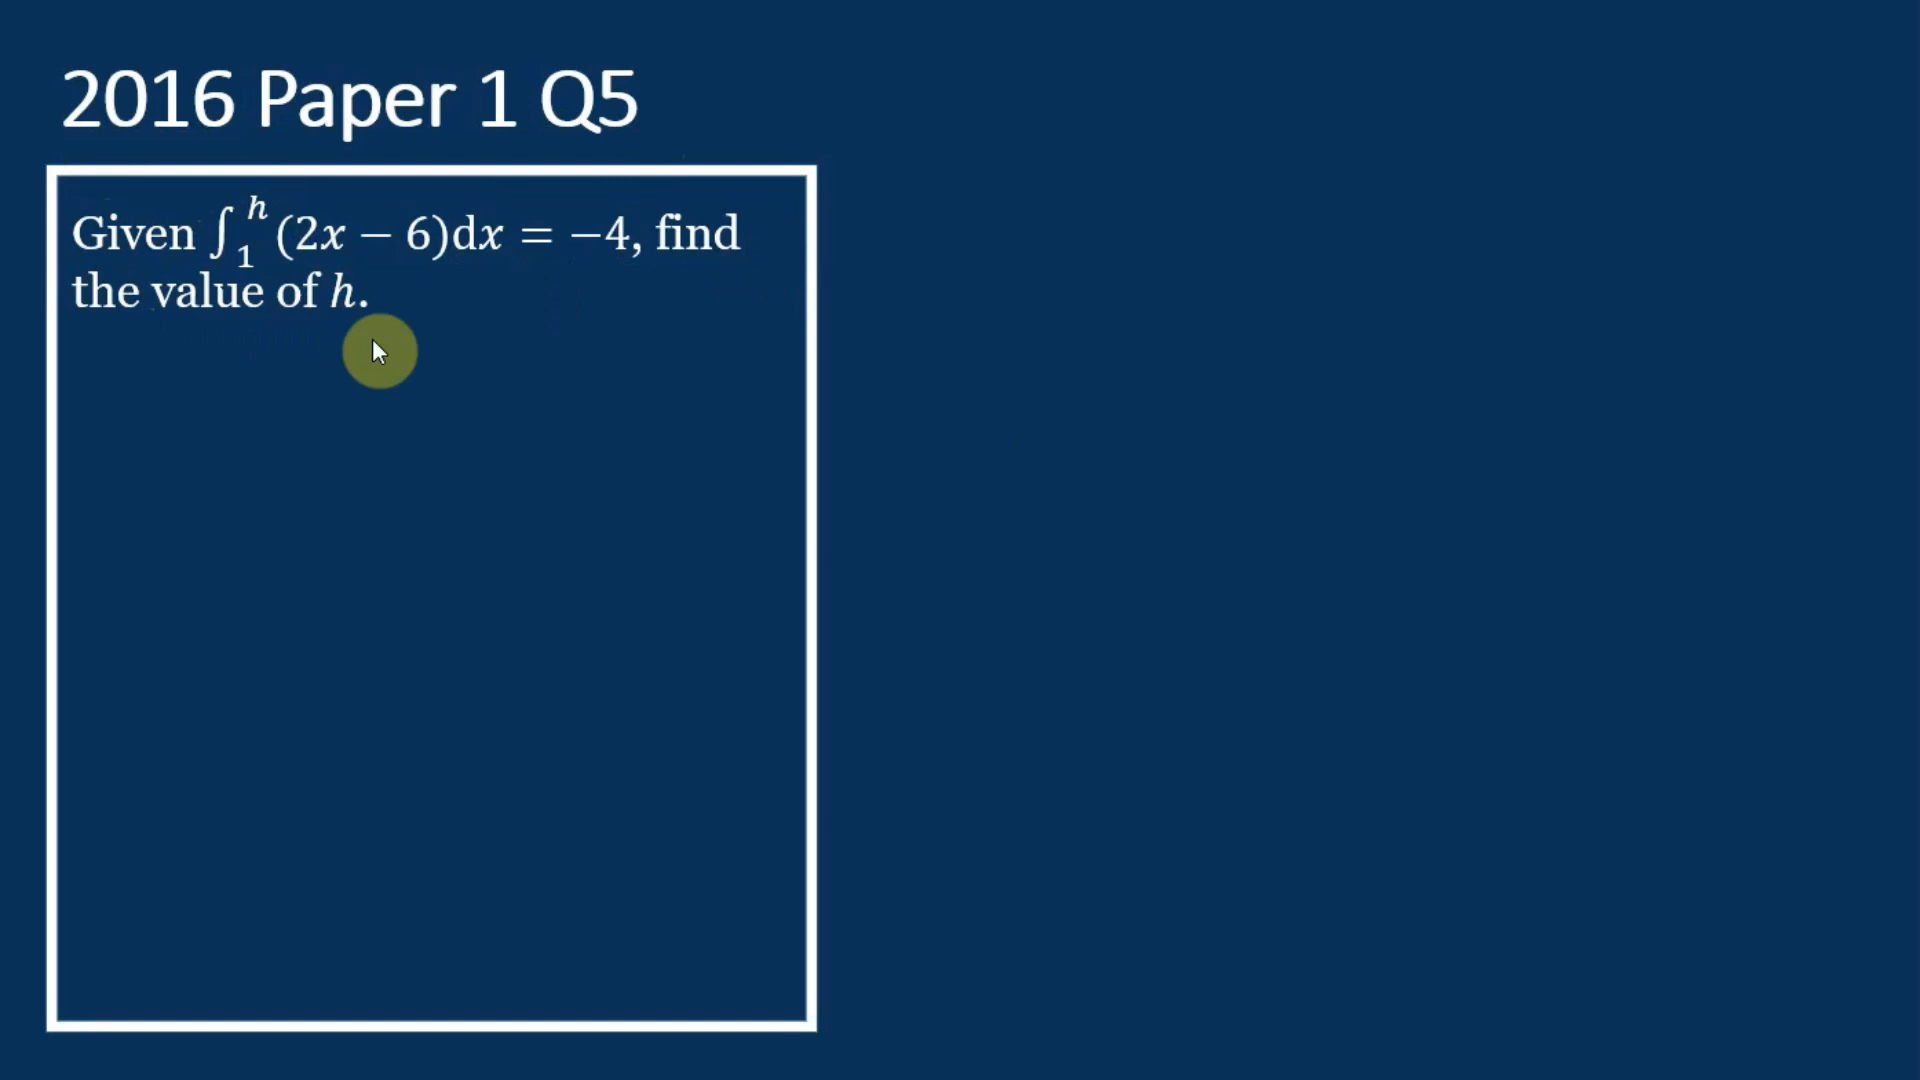 2016 Paper 1 Q5
Given ∫₁ʰ(2x − 6)dx = −4, find
the value of h.